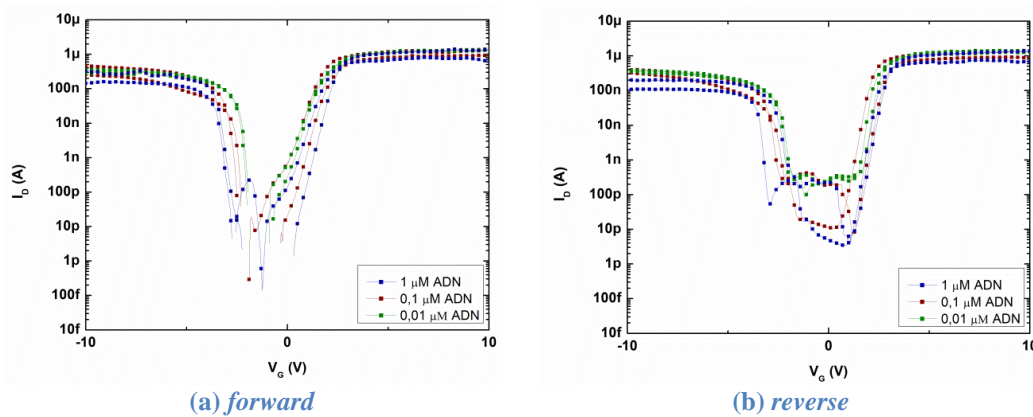 10µ
1µ
100n
10n
1n
100p
10p
1p
100f
10f
I_D (A)
-10
0
10
V_G (V)
1 µM ADN
0,1 µM ADN
0,01 µM ADN
(a) forward
10µ
1µ
100n
10n
1n
100p
10p
1p
100f
10f
I_D (A)
-10
0
10
V_G (V)
1 µM ADN
0,1 µM ADN
0,01 µM ADN
(b) reverse